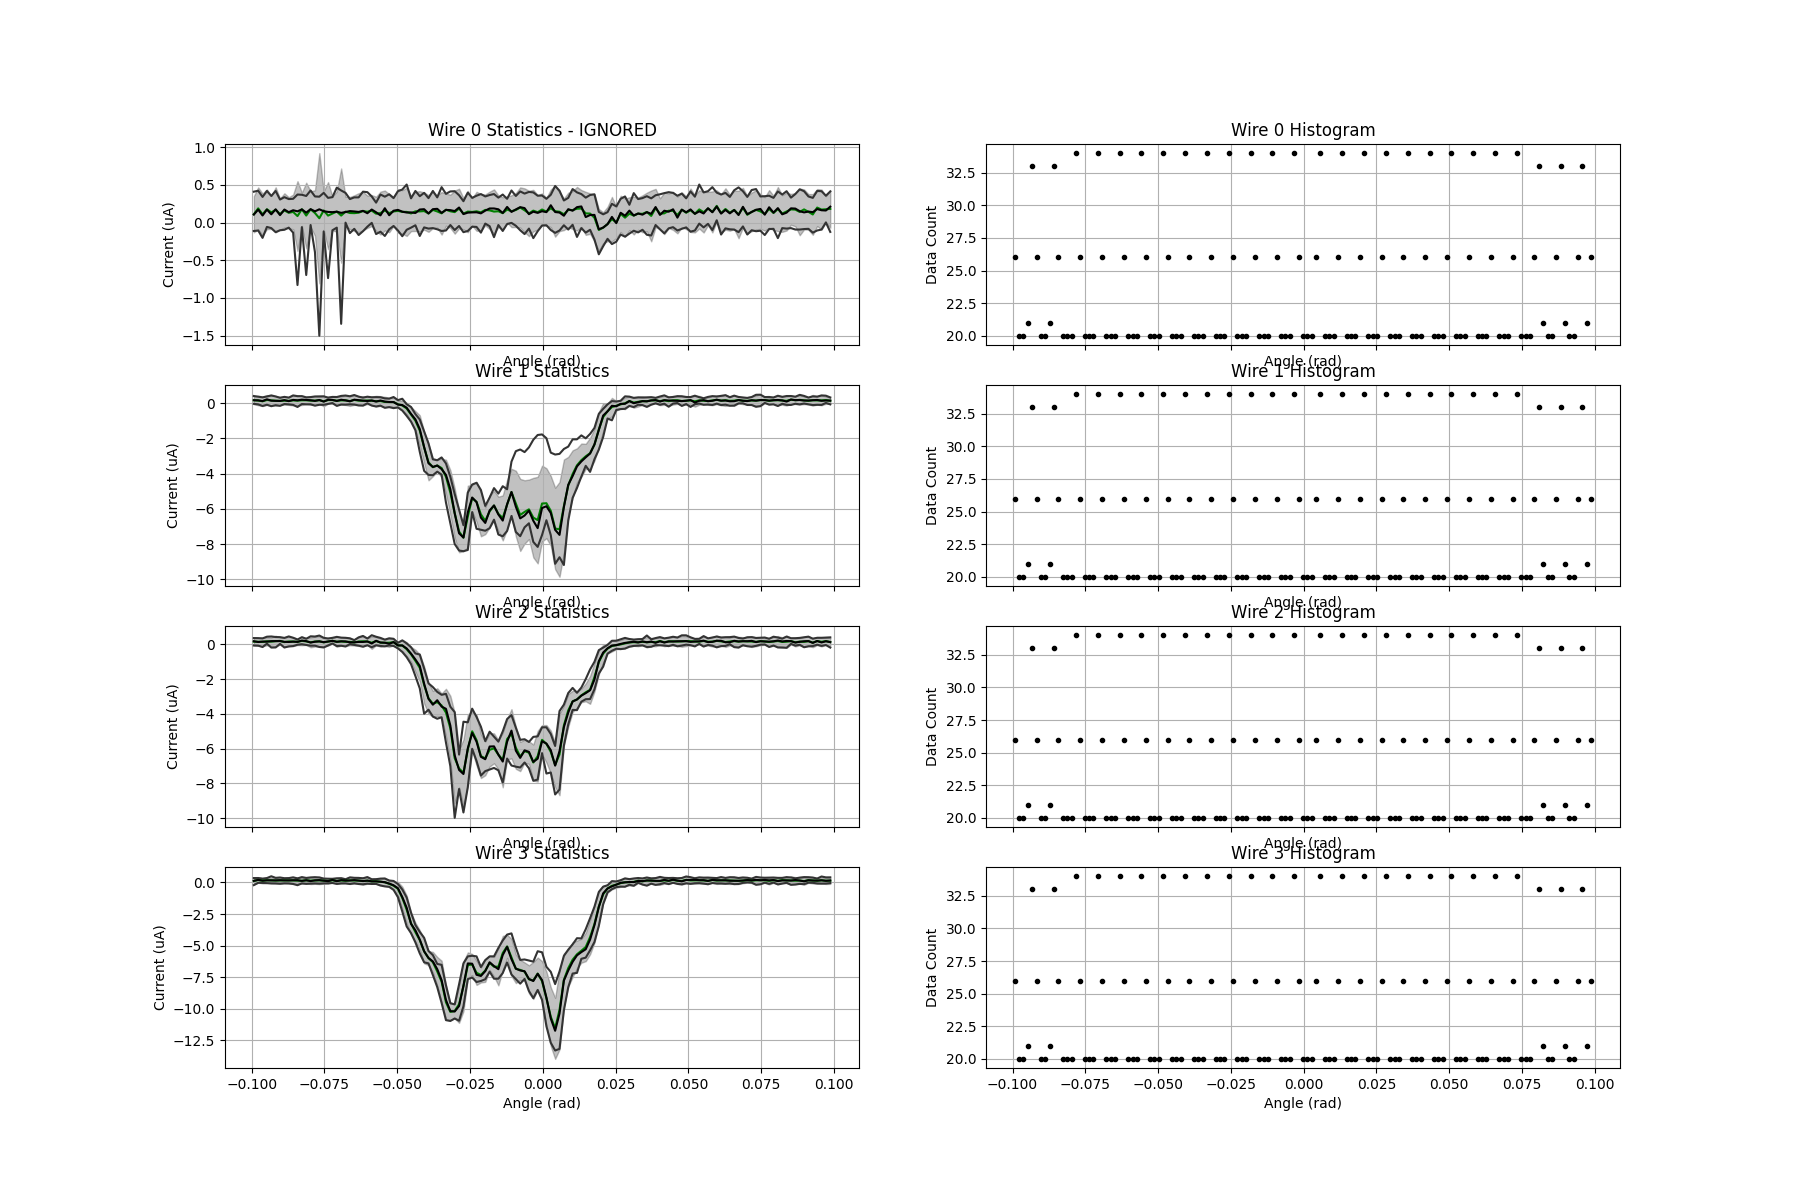 Wire 0 Statistics - IGNORED
Current (uA)
1.0
0.5
0.0
−0.5
−1.0
−1.5
Angle (rad)
Wire 0 Histogram
Data Count
32.5
30.0
27.5
25.0
22.5
20.0
Angle (rad)
Wire 1 Statistics
Current (uA)
0
−2
−4
−6
−8
−10
Angle (rad)
Wire 1 Histogram
Data Count
32.5
30.0
27.5
25.0
22.5
20.0
Angle (rad)
Wire 2 Statistics
Current (uA)
0
−2
−4
−6
−8
−10
Angle (rad)
Wire 2 Histogram
Data Count
32.5
30.0
27.5
25.0
22.5
20.0
Angle (rad)
Wire 3 Statistics
Current (uA)
0.0
−2.5
−5.0
−7.5
−10.0
−12.5
−0.100 −0.075 −0.050 −0.025 0.000 0.025 0.050 0.075 0.100
Angle (rad)
Wire 3 Histogram
Data Count
32.5
30.0
27.5
25.0
22.5
20.0
−0.100 −0.075 −0.050 −0.025 0.000 0.025 0.050 0.075 0.100
Angle (rad)